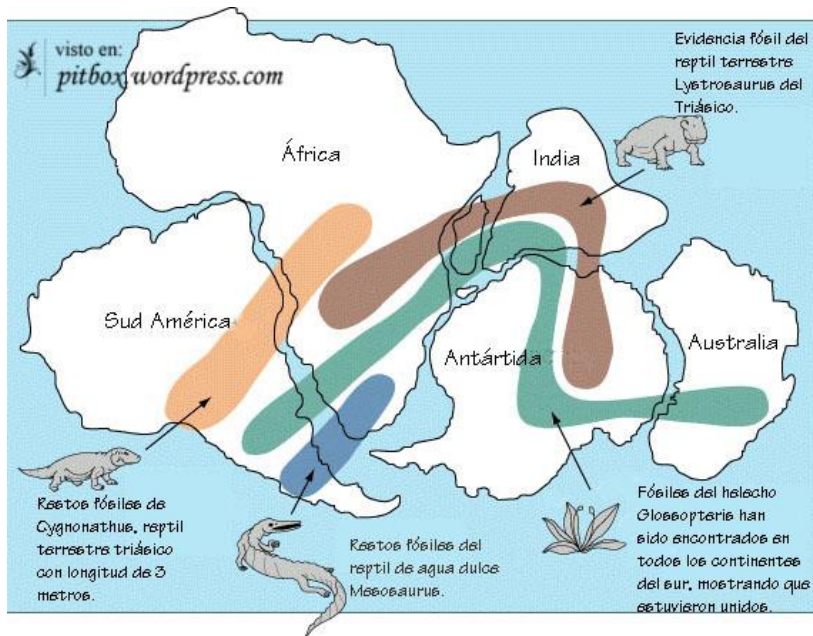 visto en:
pitbox.wordpress.com
Evidencia fósil del
reptil terrestre
Lystrosaurus del
Triásico.
África
India
Sud América
Antártida
Australia
Restos fósiles de
Cygnonathus, reptil
terrestre triásico
con longitud de 3
metros.
Restos fósiles del
reptil de agua dulce
Mesosaurus.
Fósiles del helecho
Glossopteris han
sido encontrados en
todos los continentes
del sur, mostrando que
estuvieron unidos.